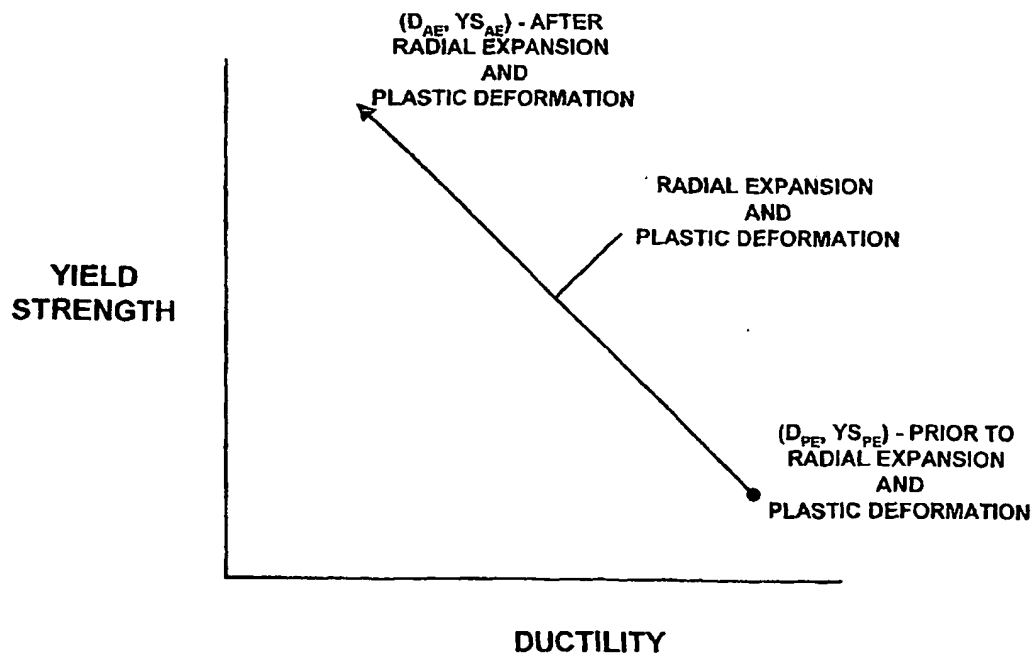 (D_AE, YS_AE) - AFTER
RADIAL EXPANSION
AND
PLASTIC DEFORMATION
RADIAL EXPANSION
AND
PLASTIC DEFORMATION
YIELD
STRENGTH
(D_PE, YS_PE) - PRIOR TO
RADIAL EXPANSION
AND
PLASTIC DEFORMATION
DUCTILITY